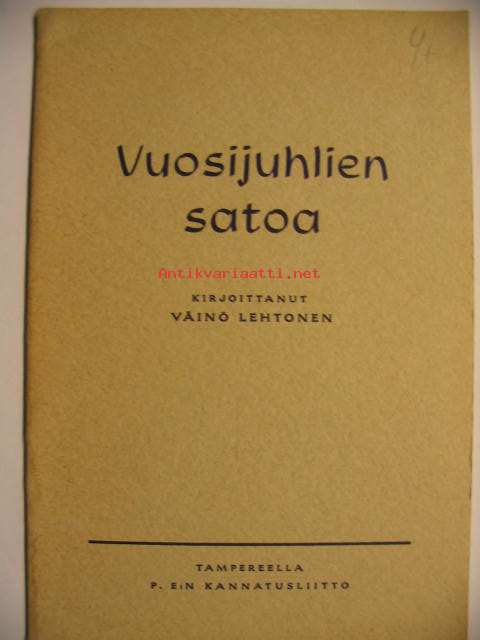 Vuosijuhlien
satoa
Antikvariaatti.net
KIRJOITTANUT
VÄINÖ LEHTONEN
TAMPEREELLA
P. E:N KANNATUSLIITTO